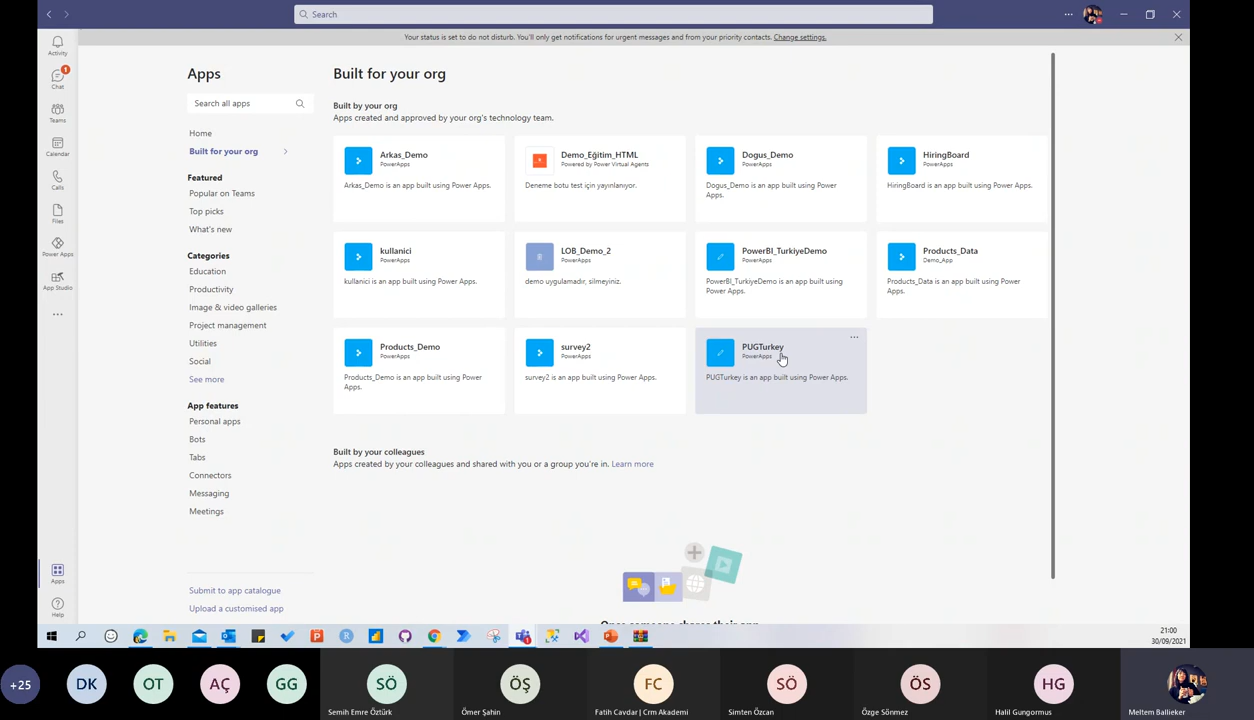 Search
Your status is set to do not disturb. You'll only get notifications for urgent messages and from your priority contacts. Change settings.
Activity
1
Chat
Teams
Calendar
Calls
Files
Power Apps
App Studio
Apps
Help
Apps
Search all apps
Home
Built for your org
Featured
Popular on Teams
Top picks
What's new
Categories
Education
Productivity
Image & video galleries
Project management
Utilities
Social
See more
App features
Personal apps
Bots
Tabs
Connectors
Messaging
Meetings
Submit to app catalogue
Upload a customised app
Built for your org
Built by your org
Apps created and approved by your org's technology team.
Arkas_Demo
PowerApps
Arkas_Demo is an app built using Power Apps.
Demo_Eğitim_HTML
Powered by Power Virtual Agents
Deneme botu test için yayınlanıyor.
Dogus_Demo
PowerApps
Dogus_Demo is an app built using Power
Apps.
HiringBoard
PowerApps
HiringBoard is an app built using Power Apps.
kullanici
PowerApps
kullanici is an app built using Power Apps.
LOB_Demo_2
PowerApps
demo uygulamadır, silmeyiniz.
PowerBI_TurkiyeDemo
PowerApps
PowerBI_TurkiyeDemo is an app built using
Power Apps.
Products_Data
Demo_App
Products_Data is an app built using Power
Apps.
Products_Demo
PowerApps
Products_Demo is an app built using Power
Apps.
survey2
PowerApps
survey2 is an app built using Power Apps.
PUGTurkey
PowerApps
PUGTurkey is an app built using Power Apps.
Built by your colleagues
Apps created by your colleagues and shared with you or a group you're in. Learn more
Once someone shares their app
21:00
30/09/2021
+25
DK
OT
AÇ
GG
SÖ
Semih Emre Öztürk
ÖŞ
Ömer Şahin
FC
Fatih Cavdar | Crm Akademi
SÖ
Simten Özcan
ÖS
Özge Sönmez
HG
Halil Gungormus
Meltem Ballieker